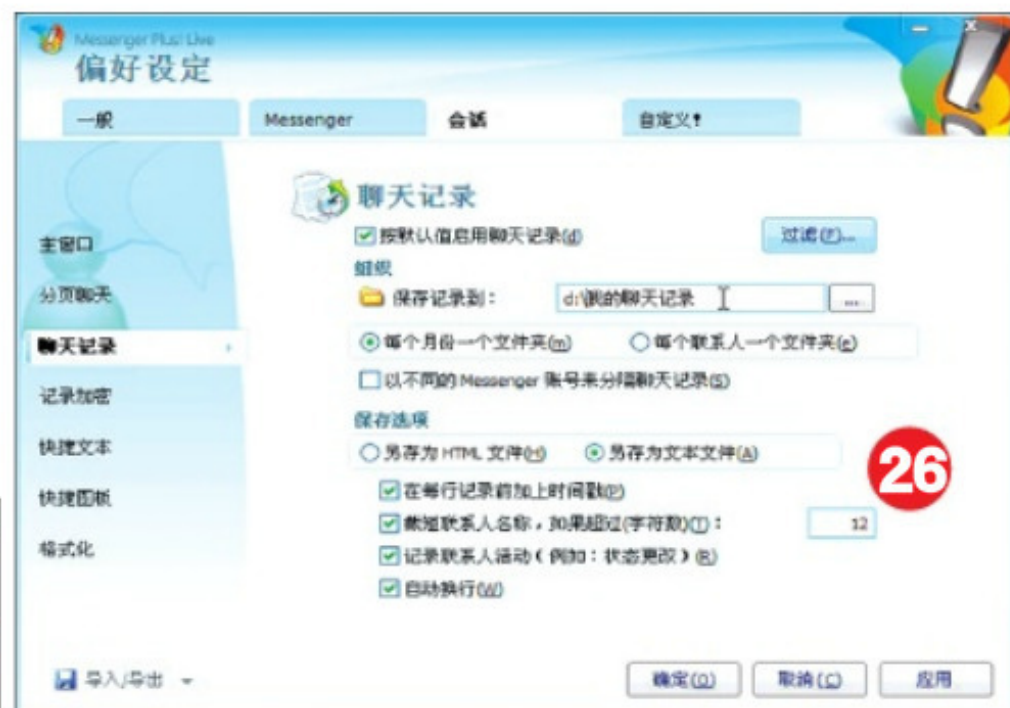 Messenger Plus! Live
偏好设定
一般 Messenger 会话 自定义!
主窗口
分页聊天
聊天记录
记录加密
快捷文本
快捷图板
格式化
聊天记录
按默认值启用聊天记录(d) 过滤(F)...
组织
保存记录到: d:\我的聊天记录 ...
每个月份一个文件夹(m) 每个联系人一个文件夹(e)
以不同的 Messenger 账号来分隔聊天记录(S)
保存选项
另存为 HTML 文件(H) 另存为文本文件(A)
26
在每行记录前加上时间戳(P)
截短联系人名称,如果超过(字符数)(T): 12
记录联系人活动(例如:状态更改)(R)
自动换行(W)
导入/导出 确定(O) 取消(C) 应用